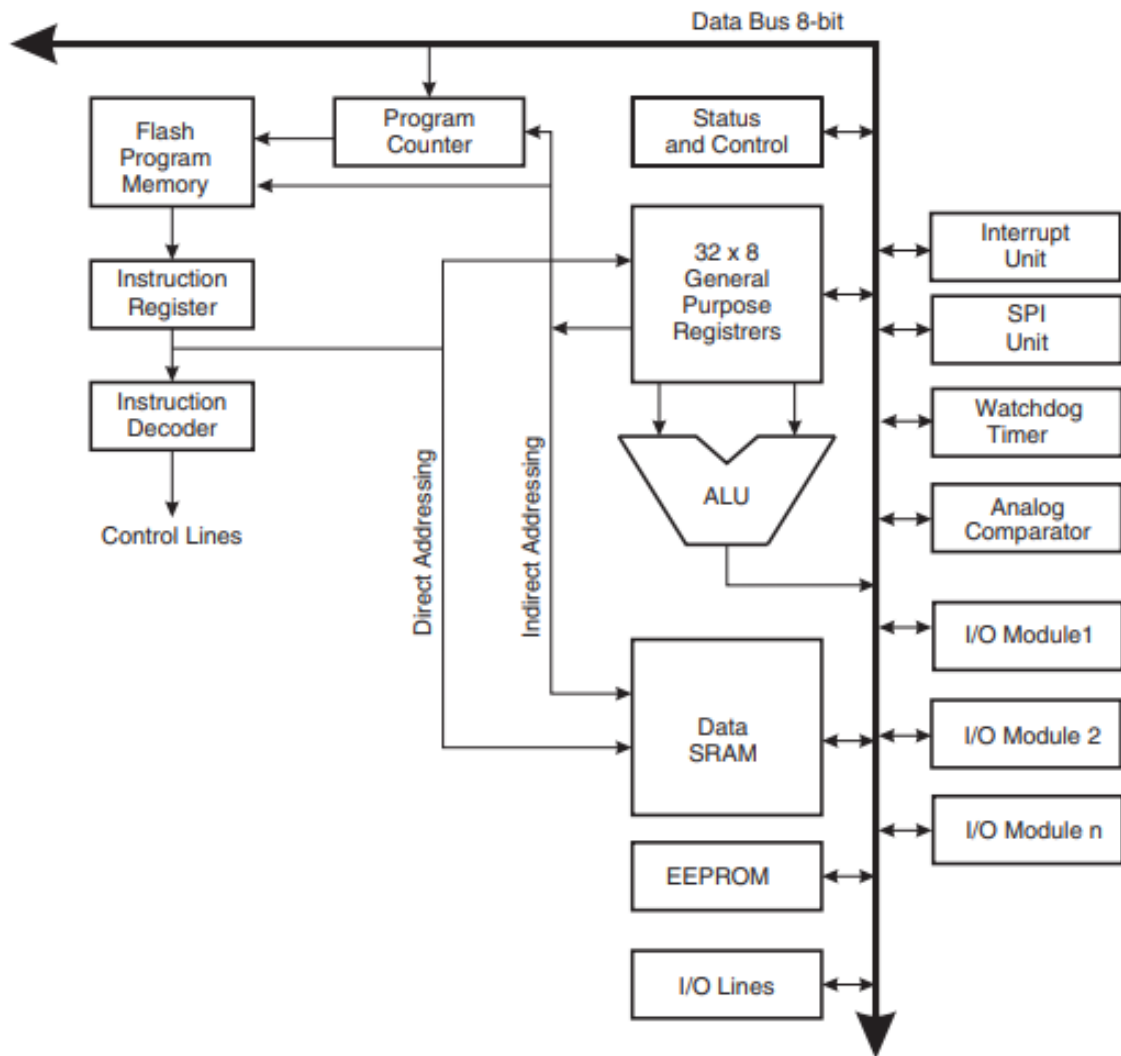 Data Bus 8-bit
Flash
Program
Memory
Program
Counter
Status
and Control
Instruction
Register
32 x 8
General
Purpose
Registrers
Interrupt
Unit
SPI
Unit
Instruction
Decoder
Watchdog
Timer
Control Lines
Direct Addressing
Indirect Addressing
ALU
Analog
Comparator
I/O Module1
Data
SRAM
I/O Module 2
I/O Module n
EEPROM
I/O Lines